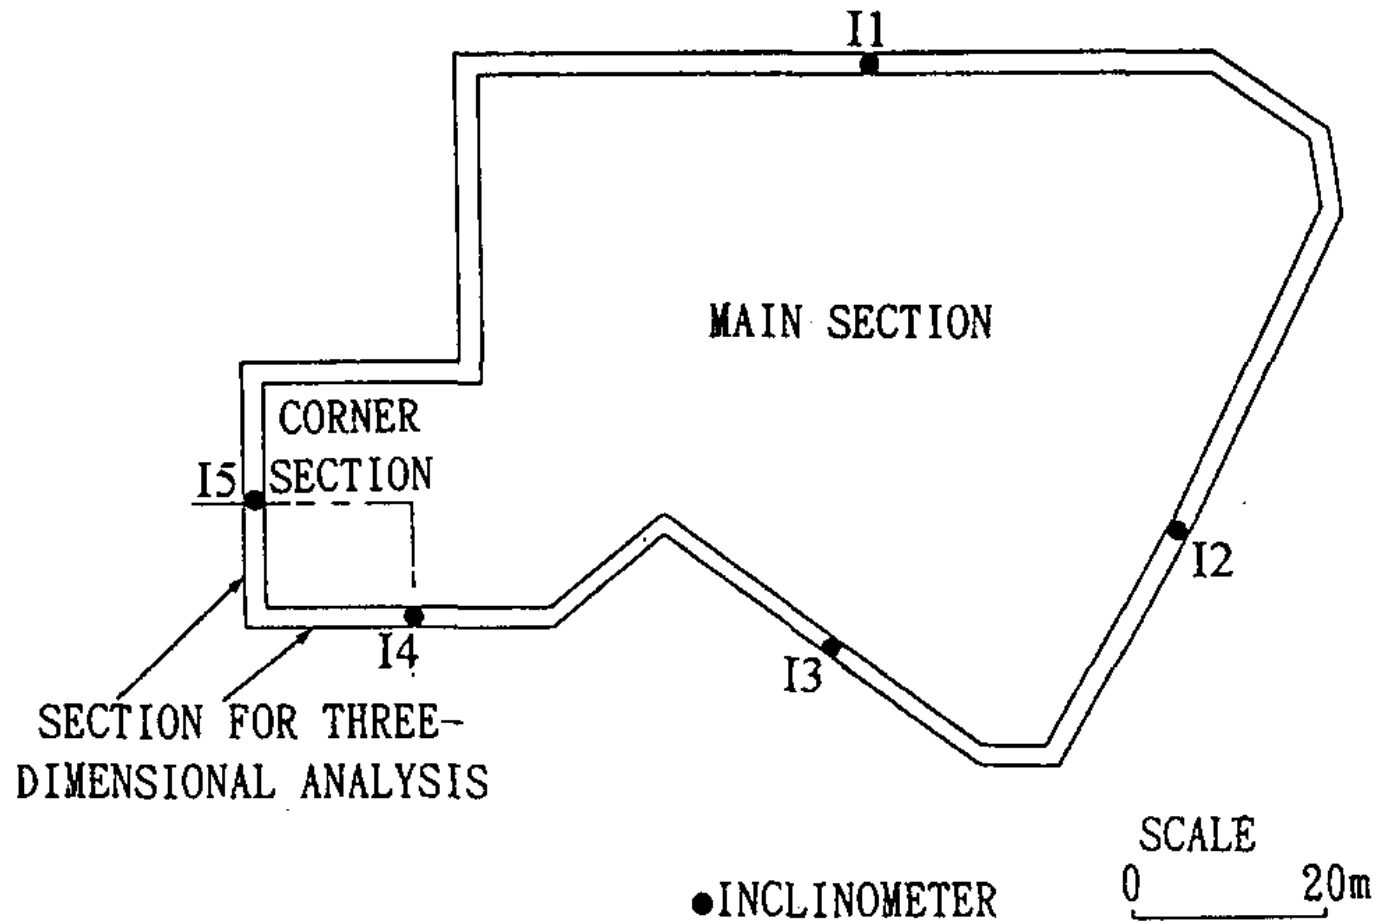 I1
MAIN SECTION
CORNER
SECTION
I5
I2
I4
I3
SECTION FOR THREE-
DIMENSIONAL ANALYSIS
SCALE
0 20m
INCLINOMETER